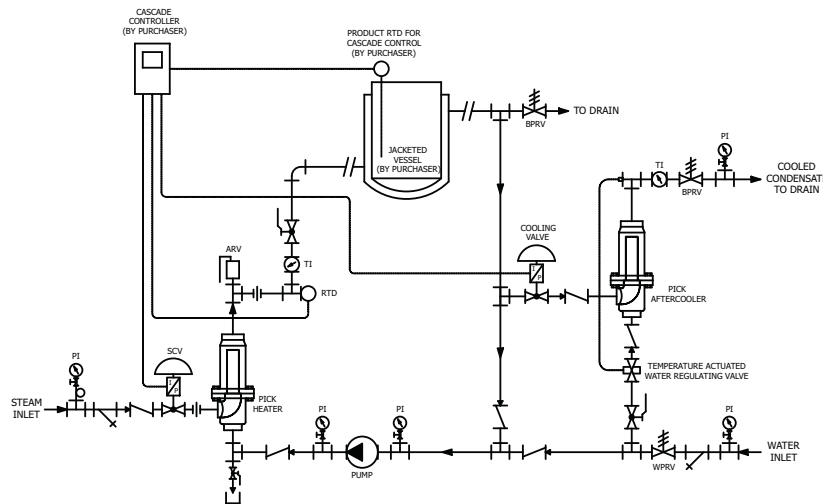 CASCADE
CONTROLLER
(BY PURCHASER)
PRODUCT RTD FOR
CASCADE CONTROL
(BY PURCHASER)
TO DRAIN
BPRV
JACKETED
VESSEL
(BY PURCHASER)
PI
TI
BPRV
COOLED
CONDENSAT
TO DRAIN
COOLING
VALVE
I
P
ARV
TI
RTD
PICK
AFTERCOOLER
SCV
I
P
PI
STEAM
INLET
PICK
HEATER
TEMPERATURE ACTUATED
WATER REGULATING VALVE
PI
PI
PUMP
PI
WPRV
WATER
INLET